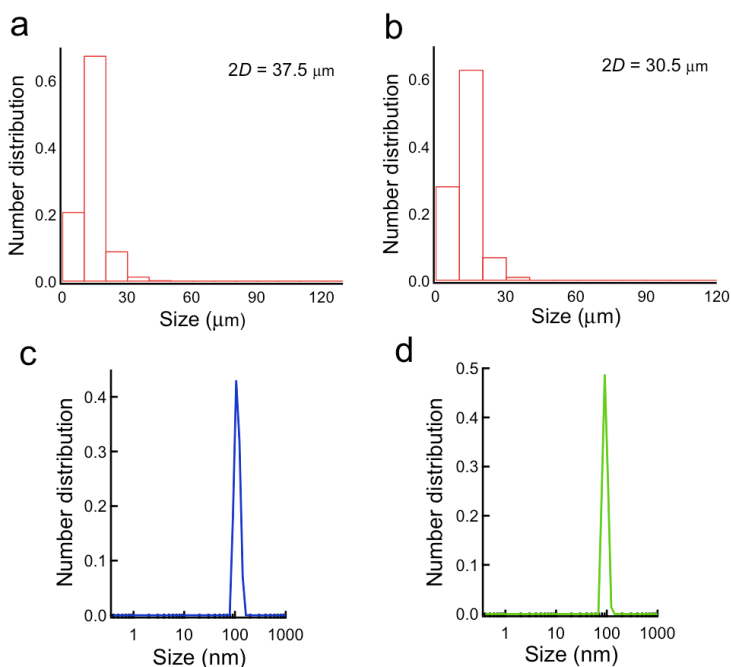 a
2D = 37.5 μm
Number distribution
0.6
0.4
0.2
0.0
0 30 60 90 120
Size (μm)
b
2D = 30.5 μm
Number distribution
0.6
0.4
0.2
0.0
0 30 60 90 120
Size (μm)
c
Number distribution
0.4
0.3
0.2
0.1
0.0
1 10 100 1000
Size (nm)
d
Number distribution
0.5
0.4
0.3
0.2
0.1
0.0
1 10 100 1000
Size (nm)